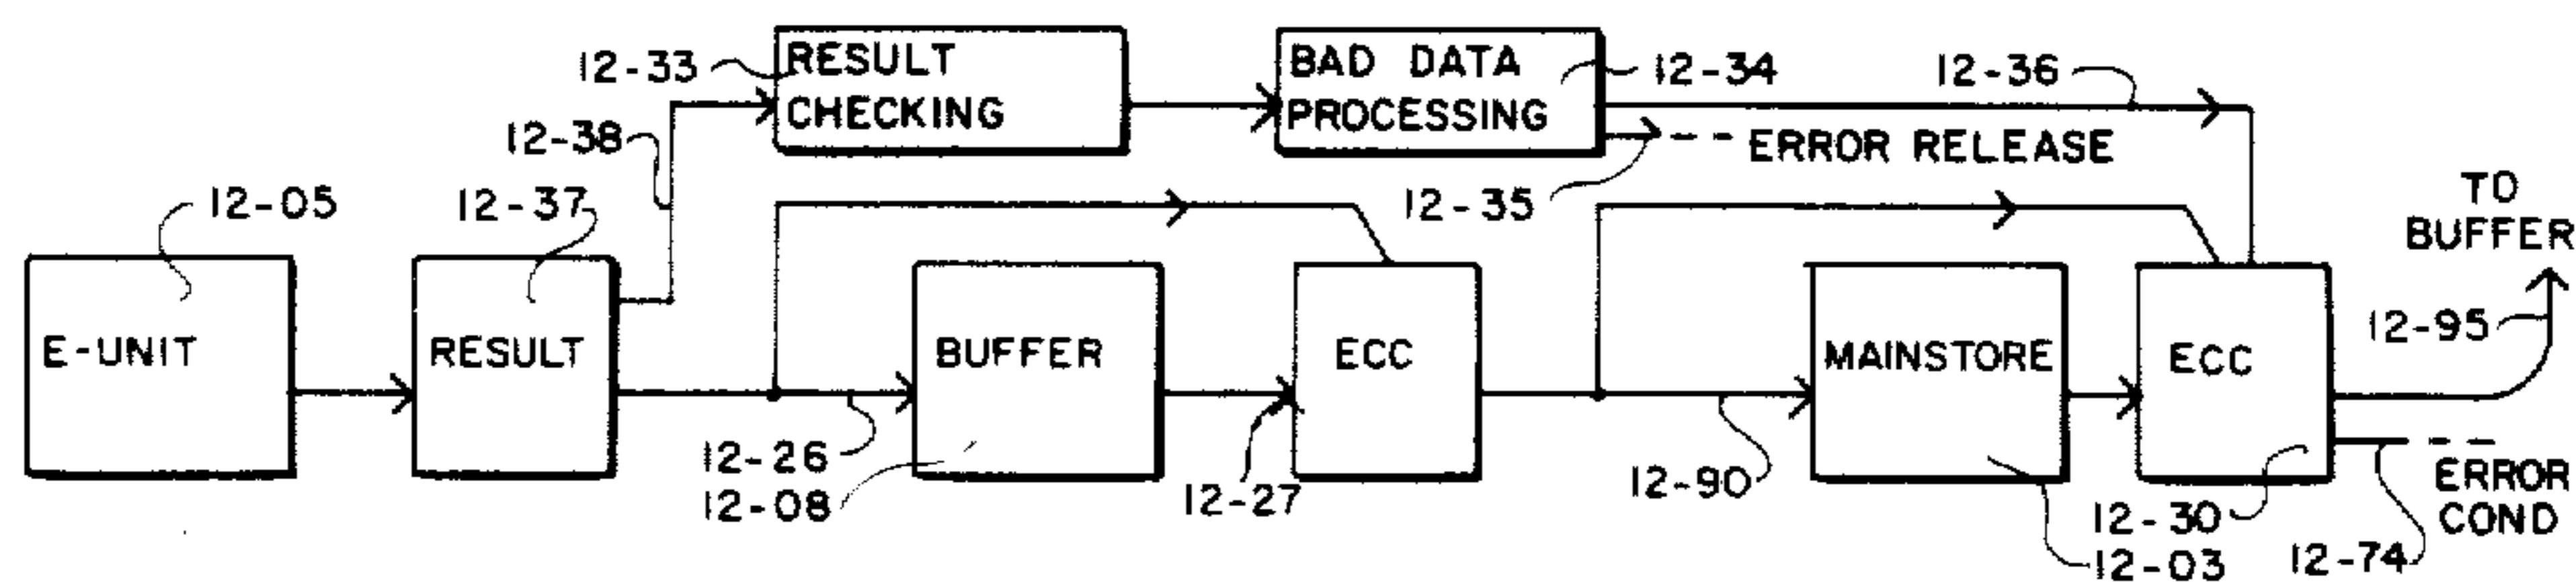 12-33
RESULT
CHECKING
BAD DATA
PROCESSING
12-34
12-36
12-38
ERROR RELEASE
12-35
12-05
12-37
TO
BUFFER
E-UNIT
RESULT
BUFFER
ECC
MAINSTORE
ECC
12-95
12-26
12-08
12-27
12-90
12-30
12-03
12-74
ERROR
COND